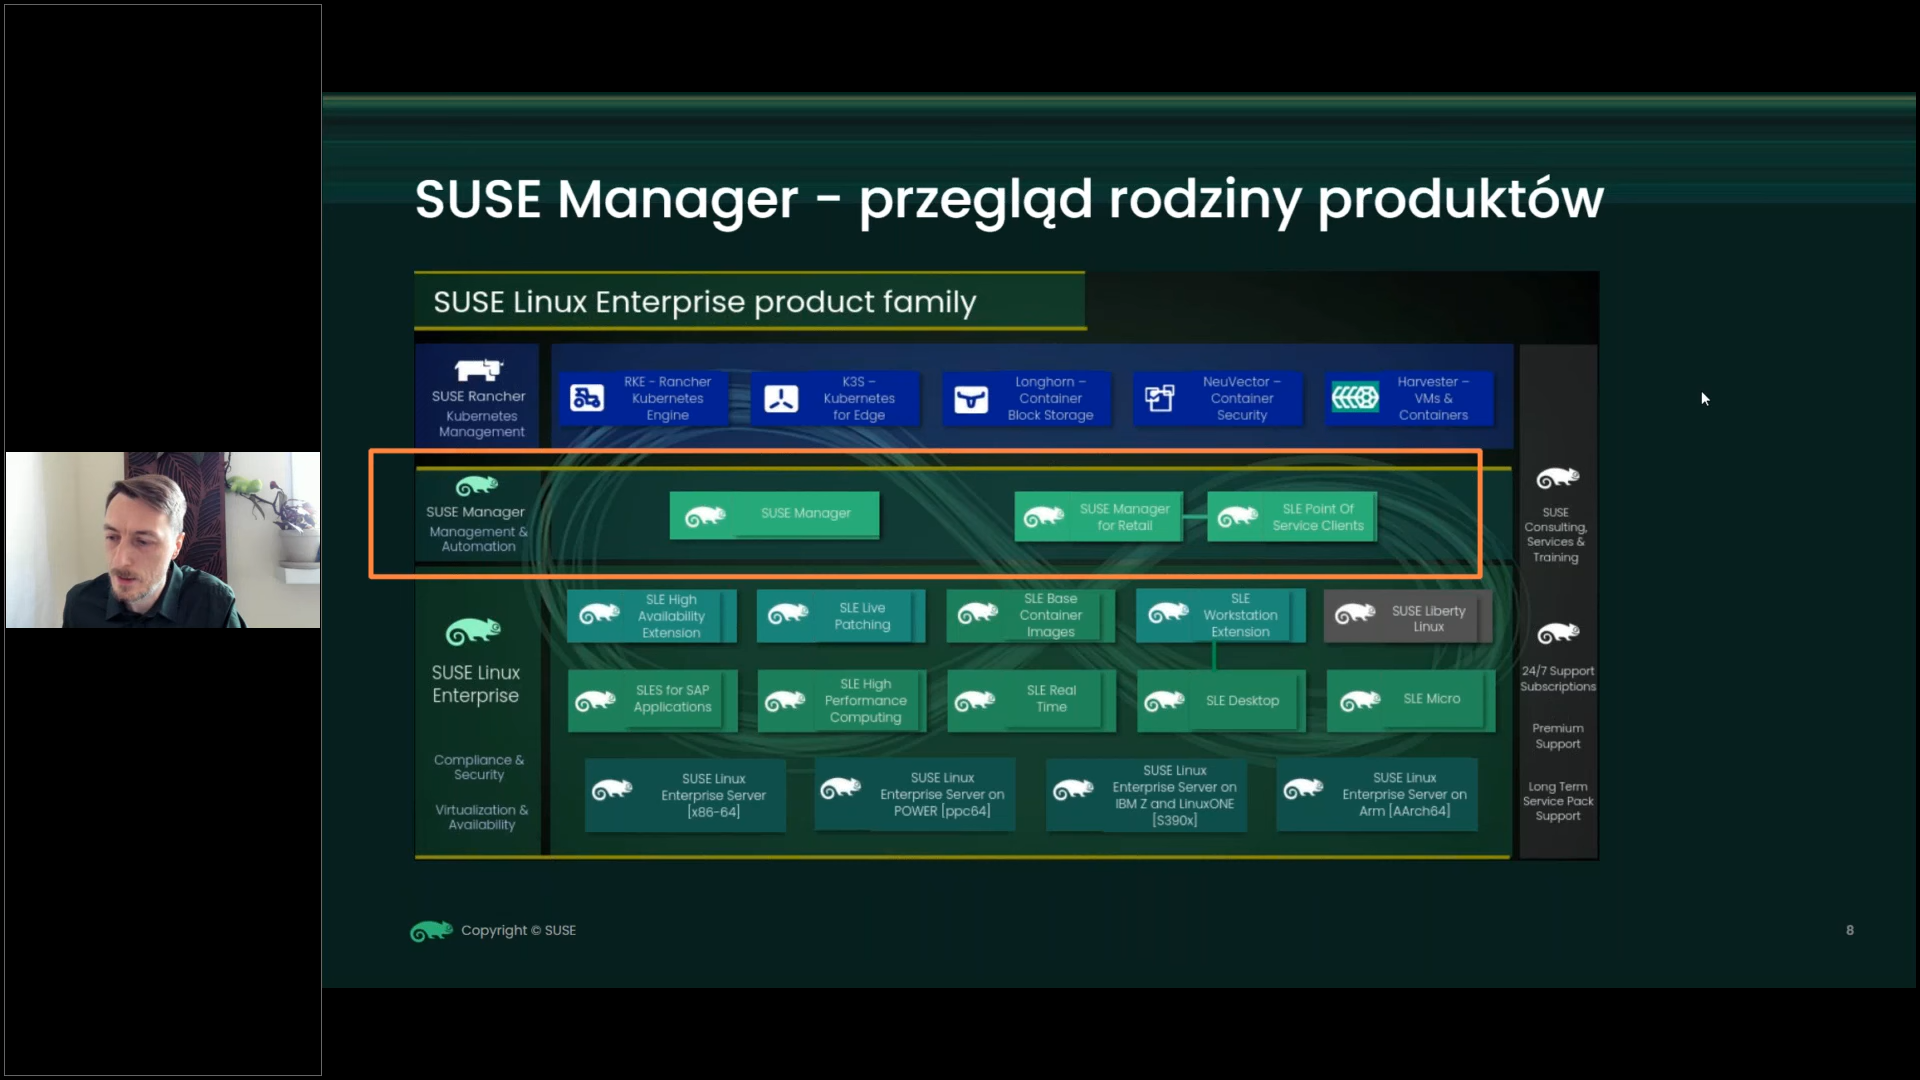 SUSE Manager - przegląd rodziny produktów
SUSE Linux Enterprise product family
SUSE Rancher
Kubernetes
Management
RKE - Rancher
Kubernetes
Engine
K3S –
Kubernetes
for Edge
Longhorn –
Container
Block Storage
NeuVector –
Container
Security
Harvester –
VMs &
Containers
SUSE Manager
Management &
Automation
SUSE Manager
SUSE Manager
for Retail
SLE Point Of
Service Clients
SUSE Linux
Enterprise
Compliance &
Security
Virtualization &
Availability
SLE High
Availability
Extension
SLE Live
Patching
SLE Base
Container
Images
SLE
Workstation
Extension
SUSE Liberty
Linux
SLES for SAP
Applications
SLE High
Performance
Computing
SLE Real
Time
SLE Desktop
SLE Micro
SUSE Linux
Enterprise Server
[x86-64]
SUSE Linux
Enterprise Server on
POWER [ppc64]
SUSE Linux
Enterprise Server on
IBM Z and LinuxONE
[S390x]
SUSE Linux
Enterprise Server on
Arm [AArch64]
SUSE
Consulting,
Services &
Training
24/7 Support
Subscriptions
Premium
Support
Long Term
Service Pack
Support
Copyright © SUSE
8